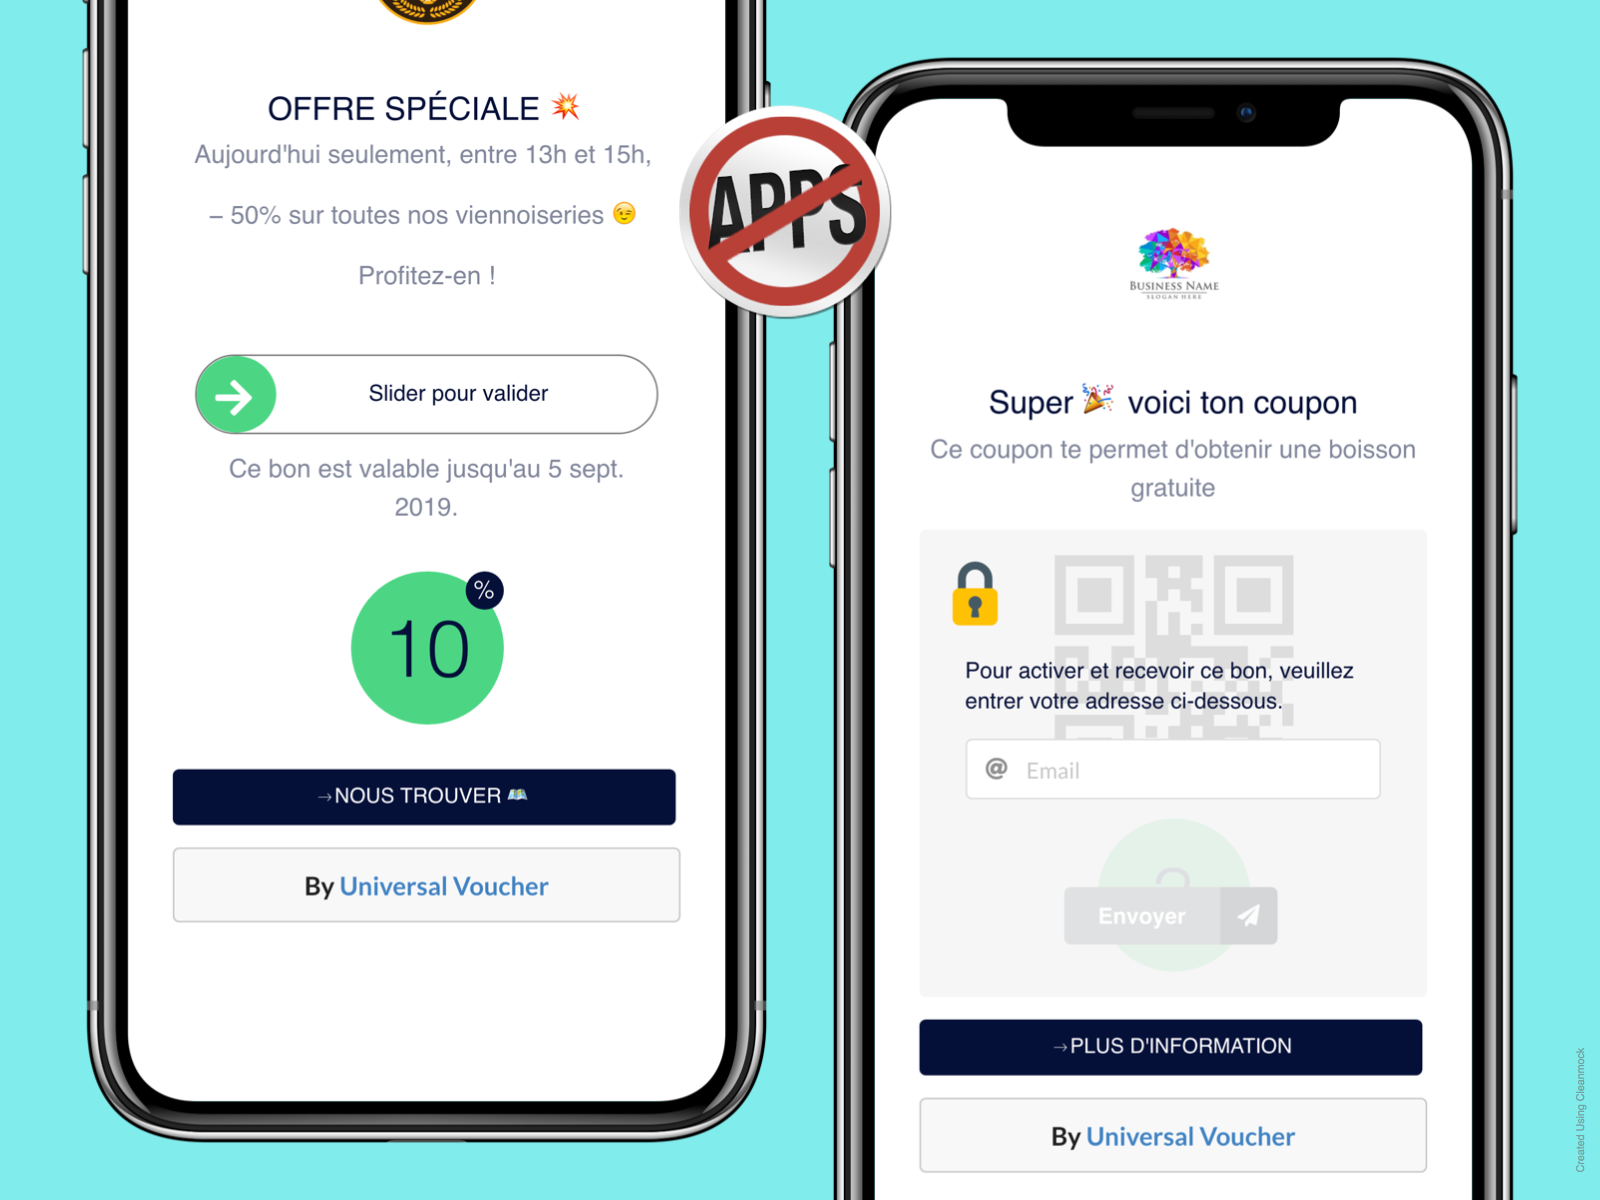 OFFRE SPÉCIALE 💥
Aujourd'hui seulement, entre 13h et 15h,
– 50% sur toutes nos viennoiseries 😉
Profitez-en !
Slider pour valider
Ce bon est valable jusqu'au 5 sept.
2019.
%
10
→NOUS TROUVER 🗺️
By Universal Voucher
APPS
BUSINESS NAME
SLOGAN HERE
Super 🎉 voici ton coupon
Ce coupon te permet d'obtenir une boisson
gratuite
Pour activer et recevoir ce bon, veuillez
entrer votre adresse ci-dessous.
@ Email
Envoyer
→PLUS D'INFORMATION
By Universal Voucher
Created Using Cleanmock